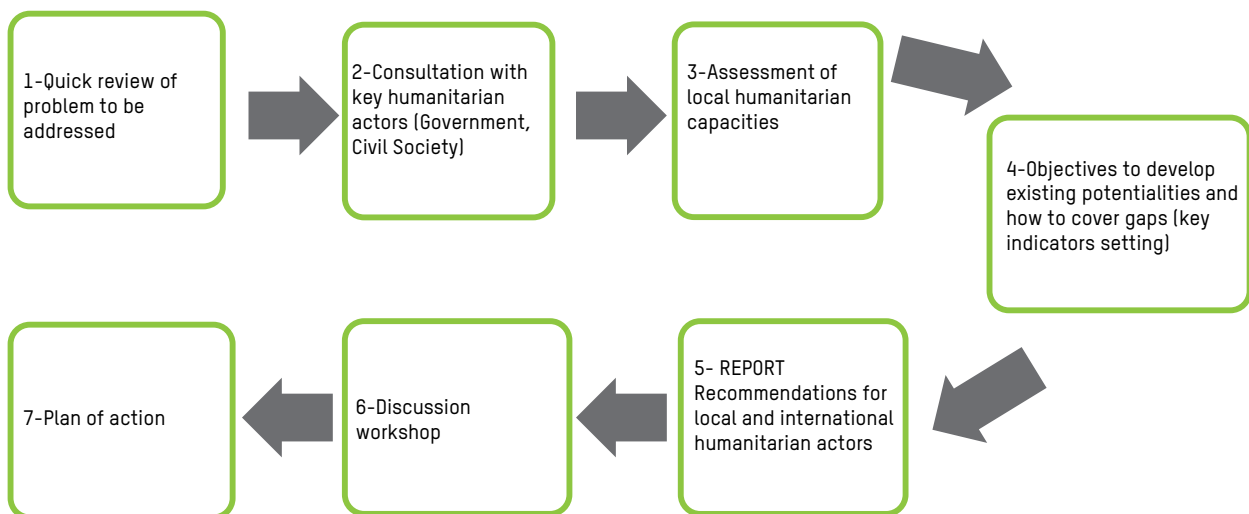 1-Quick review of
problem to be
addressed
2-Consultation with
key humanitarian
actors (Government,
Civil Society)
3-Assessment of
local humanitarian
capacities
4-Objectives to develop
existing potentialities and
how to cover gaps (key
indicators setting)
5- REPORT
Recommendations for
local and international
humanitarian actors
6-Discussion
workshop
7-Plan of action